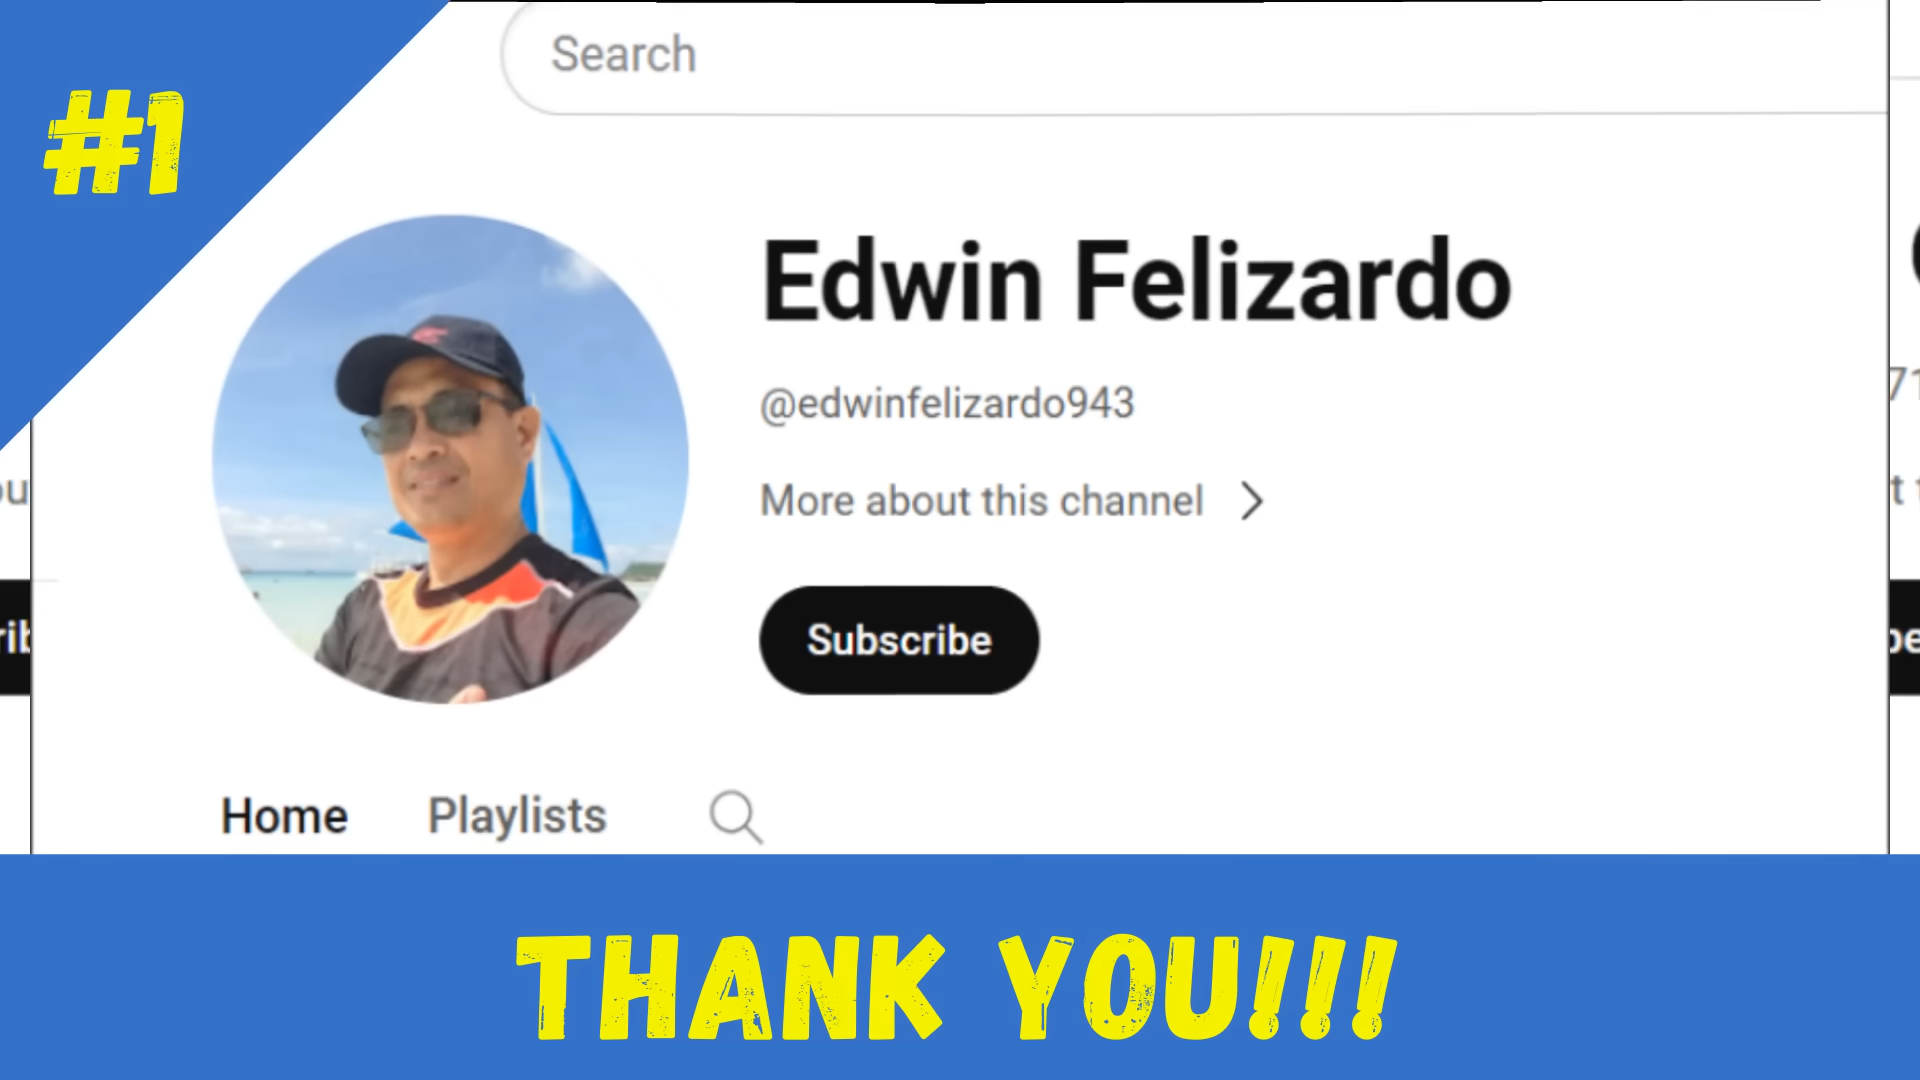 #1
Search
Edwin Felizardo
@edwinfelizardo943
More about this channel
Subscribe
Home Playlists
THANK YOU!!!